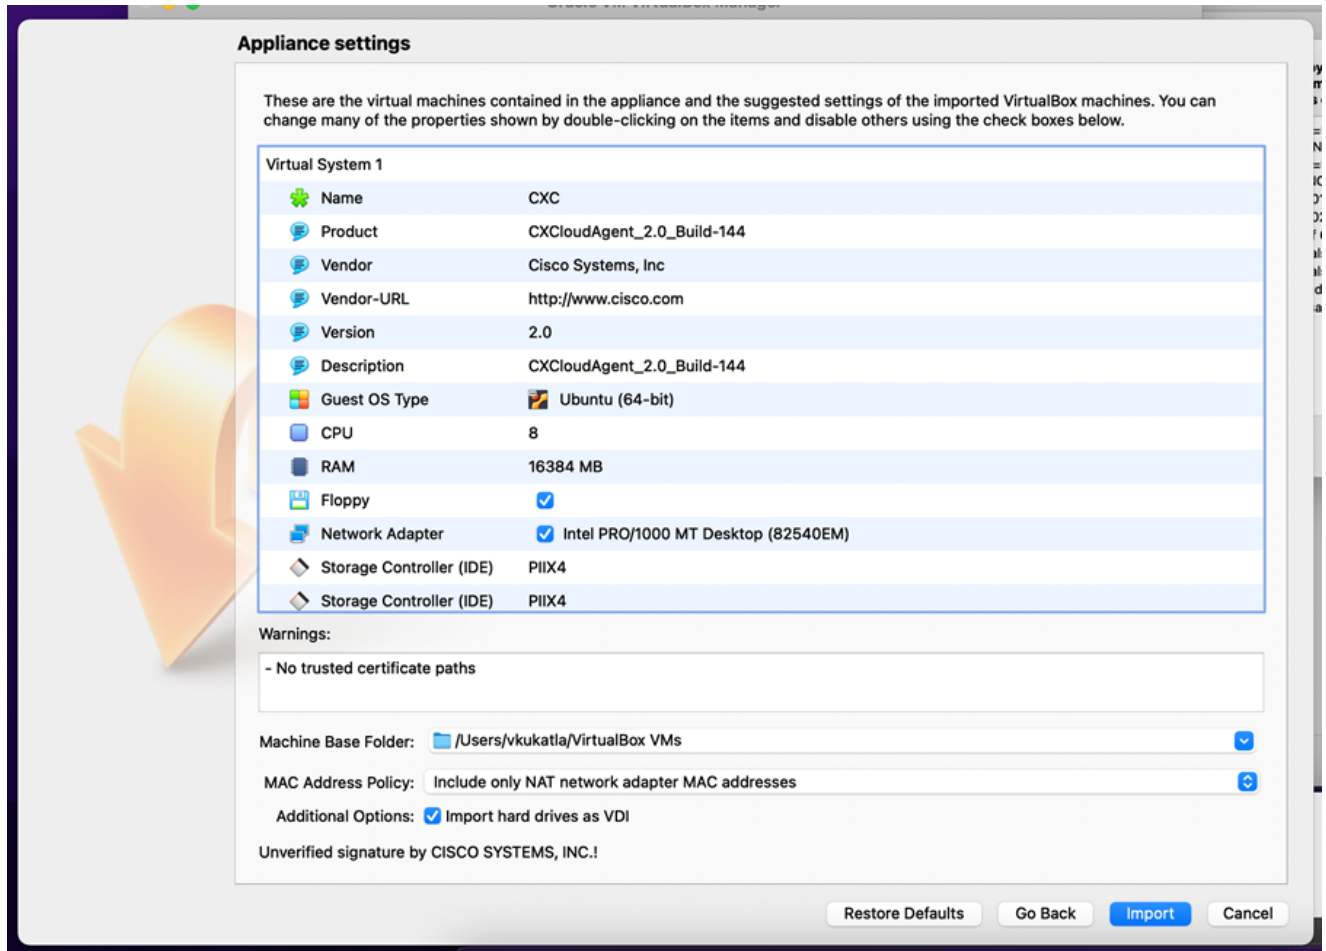 Oracle VM VirtualBox Manager
Appliance settings
These are the virtual machines contained in the appliance and the suggested settings of the imported VirtualBox machines. You can
change many of the properties shown by double-clicking on the items and disable others using the check boxes below.
Virtual System 1
Name CXC
Product CXCloudAgent_2.0_Build-144
Vendor Cisco Systems, Inc
Vendor-URL http://www.cisco.com
Version 2.0
Description CXCloudAgent_2.0_Build-144
Guest OS Type Ubuntu (64-bit)
CPU 8
RAM 16384 MB
Floppy
Network Adapter Intel PRO/1000 MT Desktop (82540EM)
Storage Controller (IDE) PIIX4
Storage Controller (IDE) PIIX4
Warnings:
- No trusted certificate paths
Machine Base Folder: /Users/vkukatla/VirtualBox VMs
MAC Address Policy: Include only NAT network adapter MAC addresses
Additional Options: Import hard drives as VDI
Unverified signature by CISCO SYSTEMS, INC.!
Restore Defaults Go Back Import Cancel